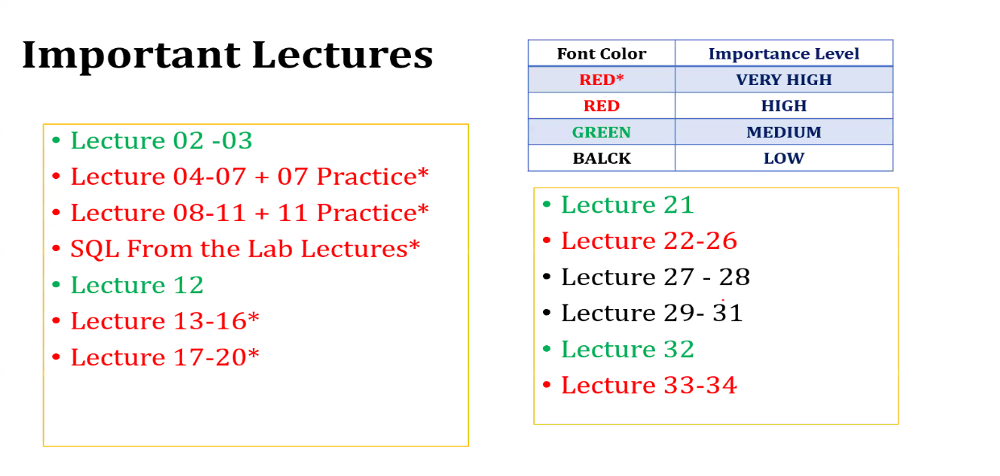 Important Lectures
Font Color Importance Level
RED* VERY HIGH
RED HIGH
GREEN MEDIUM
BALCK LOW
• Lecture 02 -03
• Lecture 04-07 + 07 Practice*
• Lecture 08-11 + 11 Practice*
• SQL From the Lab Lectures*
• Lecture 12
• Lecture 13-16*
• Lecture 17-20*
• Lecture 21
• Lecture 22-26
• Lecture 27 - 28
• Lecture 29- 31
• Lecture 32
• Lecture 33-34